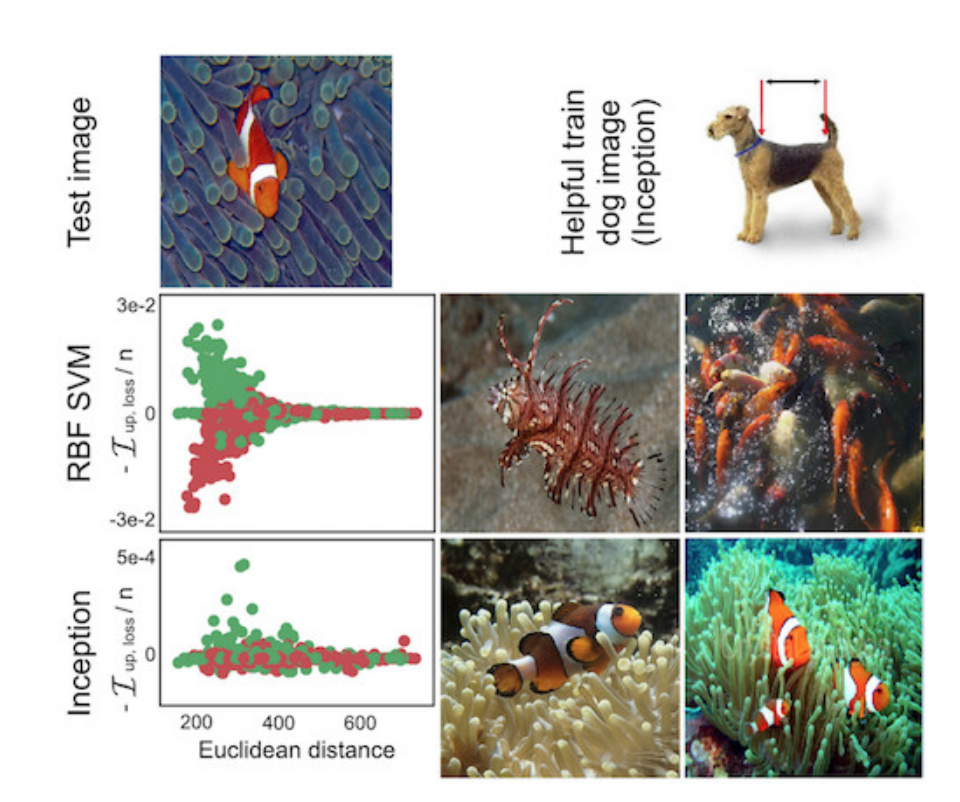 Test image
Helpful train
dog image
(Inception)
RBF SVM
- I up, loss / n
3e-2
0
-3e-2
Inception
- I up, loss / n
5e-4
0
200 400 600
Euclidean distance